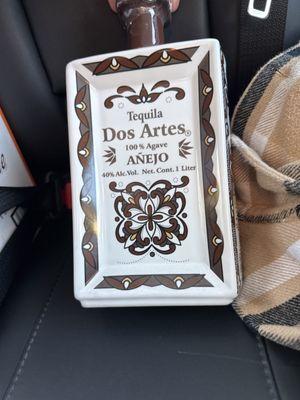 Tequila
Dos Artes®
100% Agave
AÑEJO
40% Alc.Vol. Net. Cont. 1 Liter